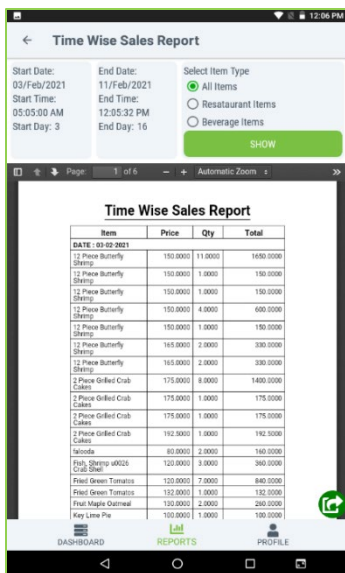 12:06 PM
Time Wise Sales Report
Start Date:
03/Feb/2021
Start Time:
05:05:00 AM
Start Day: 3
End Date:
11/Feb/2021
End Time:
12:05:32 PM
End Day: 16
Select Item Type
All Items
Resataurant Items
Beverage Items
SHOW
Page: 1 of 6 Automatic Zoom
Time Wise Sales Report
Item Price Qty Total
DATE : 03-02-2021
12 Piece Butterfly Shrimp 150.0000 11.0000 1650.0000
12 Piece Butterfly Shrimp 150.0000 1.0000 150.0000
12 Piece Butterfly Shrimp 150.0000 1.0000 150.0000
12 Piece Butterfly Shrimp 150.0000 4.0000 600.0000
12 Piece Butterfly Shrimp 150.0000 1.0000 150.0000
12 Piece Butterfly Shrimp 165.0000 2.0000 330.0000
12 Piece Butterfly Shrimp 165.0000 2.0000 330.0000
2 Piece Grilled Crab Cakes 175.0000 8.0000 1400.0000
2 Piece Grilled Crab Cakes 175.0000 1.0000 175.0000
2 Piece Grilled Crab Cakes 175.0000 1.0000 175.0000
2 Piece Grilled Crab Cakes 192.5000 1.0000 192.5000
falooda 80.0000 2.0000 160.0000
Fish, Shrimp u0026 Crab Shell 120.0000 3.0000 360.0000
Fried Green Tomatos 120.0000 7.0000 840.0000
Fried Green Tomatos 132.0000 1.0000 132.0000
Fruit Maple Oatmeal 130.0000 2.0000 260.0000
Key Lime Pie 100.0000 1.0000 100.0000
DASHBOARD
REPORTS
PROFILE